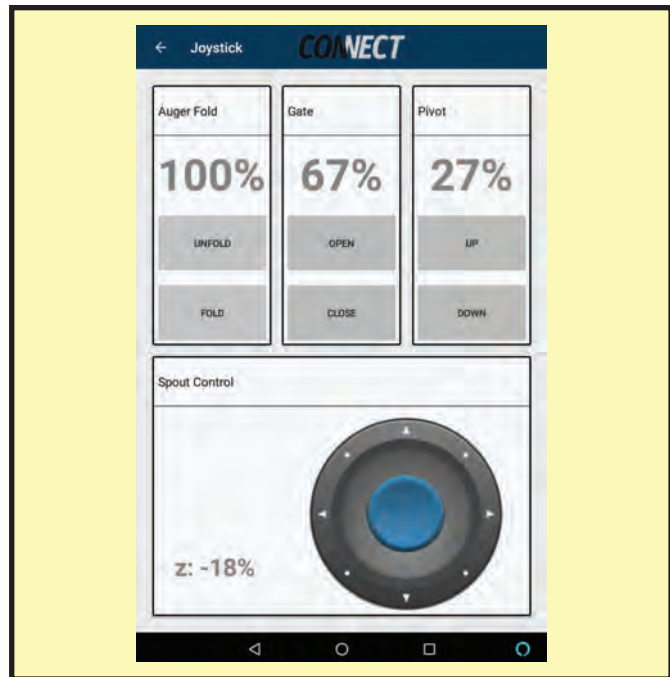 Joystick
CONNECT
Auger Fold
Gate
Pivot
100%
67%
27%
UNFOLD
OPEN
UP
FOLD
CLOSE
DOWN
Spout Control
z: -18%